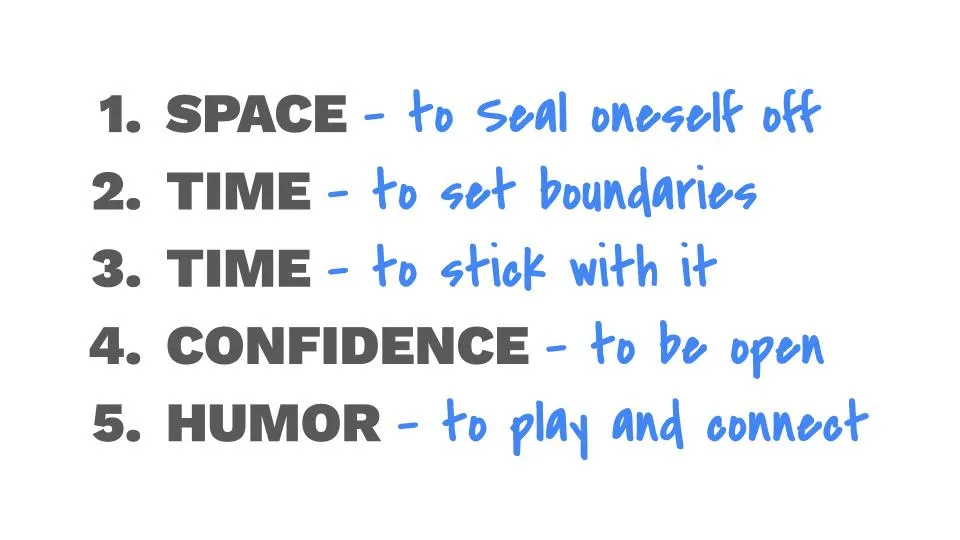 1. SPACE - to seal oneself off
2. TIME - to set boundaries
3. TIME - to stick with it
4. CONFIDENCE - to be open
5. HUMOR - to play and connect